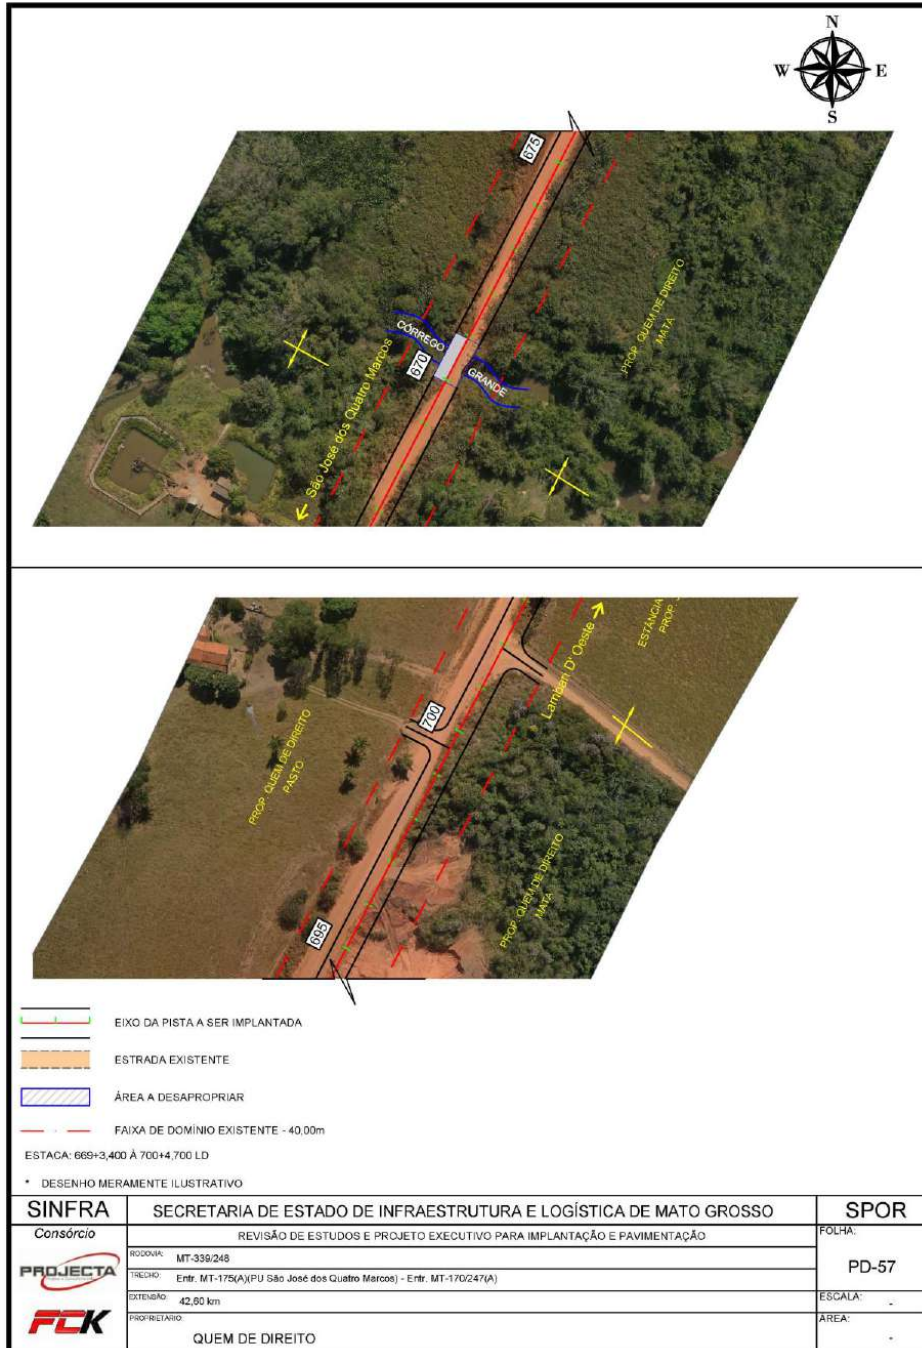 N
W E
S
675
CÓRREGO
670
GRANDE
PROP. QUEM DE DIREITO
MATA
← São José dos Quatro Marcos
ESTÂNCIA
PROP.
Lambari D' Oeste →
700
PROP. QUEM DE DIREITO
PASTO
PROP. QUEM DE DIREITO
MATA
695
EIXO DA PISTA A SER IMPLANTADA
ESTRADA EXISTENTE
ÁREA A DESAPROPRIAR
FAIXA DE DOMÍNIO EXISTENTE - 40,00m
ESTACA: 669+3,400 À 700+4,700 LD
* DESENHO MERAMENTE ILUSTRATIVO
SINFRA
SECRETARIA DE ESTADO DE INFRAESTRUTURA E LOGÍSTICA DE MATO GROSSO
SPOR
Consórcio
PROJECTA
FCK
REVISÃO DE ESTUDOS E PROJETO EXECUTIVO PARA IMPLANTAÇÃO E PAVIMENTAÇÃO
RODOVIA: MT-339/248
TRECHO: Entr. MT-175(A)(PU São José dos Quatro Marcos) - Entr. MT-170/247(A)
EXTENSÃO: 42,60 km
PROPRIETÁRIO:
QUEM DE DIREITO
FOLHA:
PD-57
ESCALA: -
ÁREA: -